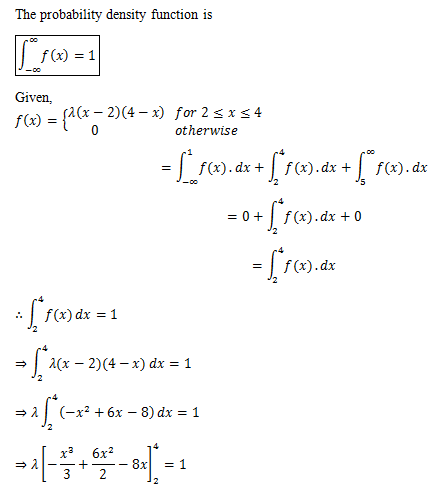 The probability density function is
∫_{-∞}^{∞} f(x) = 1
Given,
f(x) = { λ(x − 2)(4 − x) for 2 ≤ x ≤ 4
0 otherwise
= ∫_{-∞}^{1} f(x).dx + ∫_{2}^{4} f(x).dx + ∫_{5}^{∞} f(x).dx
= 0 + ∫_{2}^{4} f(x).dx + 0
= ∫_{2}^{4} f(x).dx
∴ ∫_{2}^{4} f(x) dx = 1
⇒ ∫_{2}^{4} λ(x − 2)(4 − x) dx = 1
⇒ λ ∫_{2}^{4} (−x² + 6x − 8) dx = 1
⇒ λ [−x³/3 + 6x²/2 − 8x]_{2}^{4} = 1